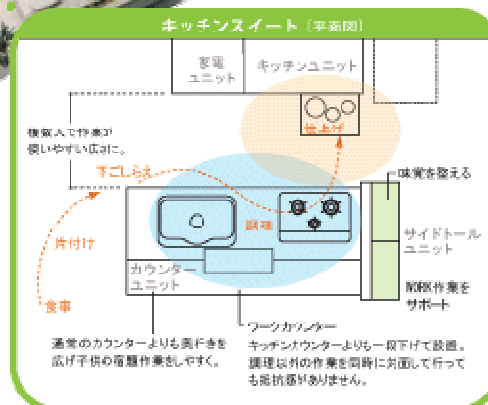 キッチンスイート［平面図］
家電
ユニット
キッチンユニット
仕上げ
複数人で作業が
使いやすい広さに。
下ごしらえ
味覚を整える
調理
片付け
サイドトール
ユニット
カウンター
ユニット
食事
WORK作業を
サポート
通常のカウンターよりも奥行きを
広げ子供の宿題作業をしやすく。
ワークカウンター
キッチンカウンターよりも一段下げて設置。
調理以外の作業を同時に対面して行って
も抵抗感がありません。